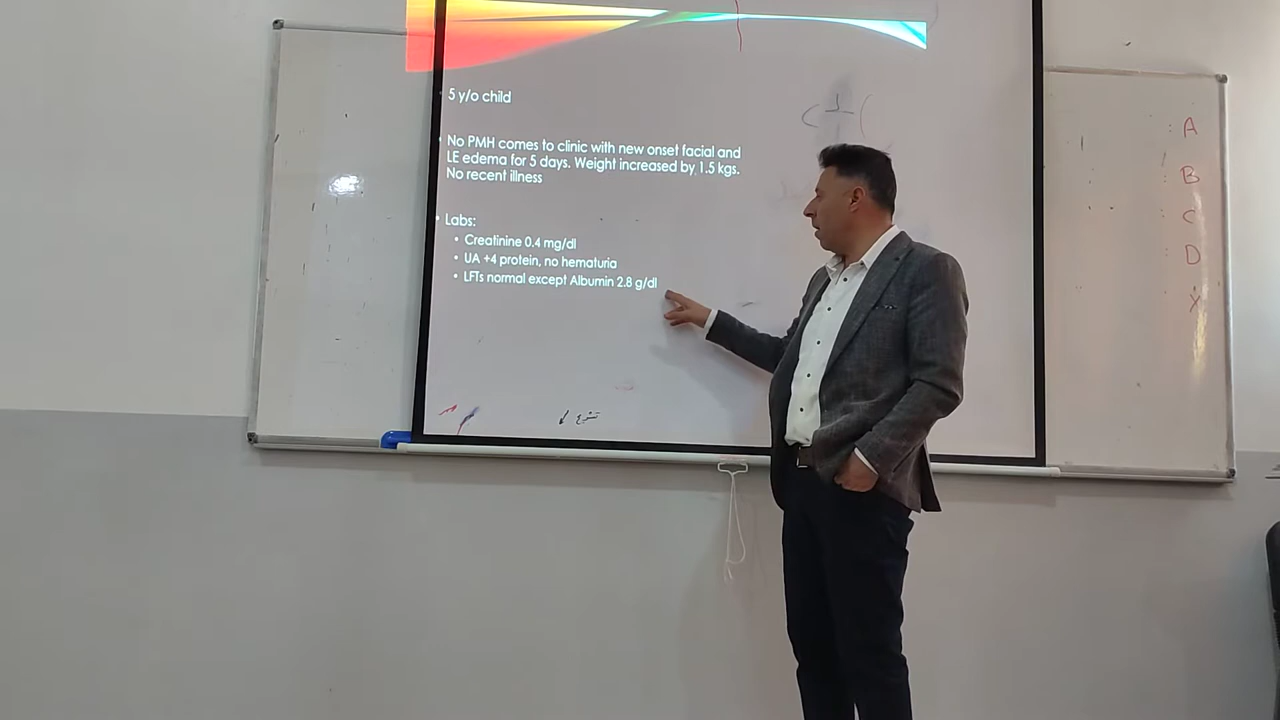 5 y/o child
No PMH comes to clinic with new onset facial and
LE edema for 5 days. Weight increased by 1.5 kgs.
No recent illness
Labs:
• Creatinine 0.4 mg/dl
• UA +4 protein, no hematuria
• LFTs normal except Albumin 2.8 g/dl
A
B
C
D